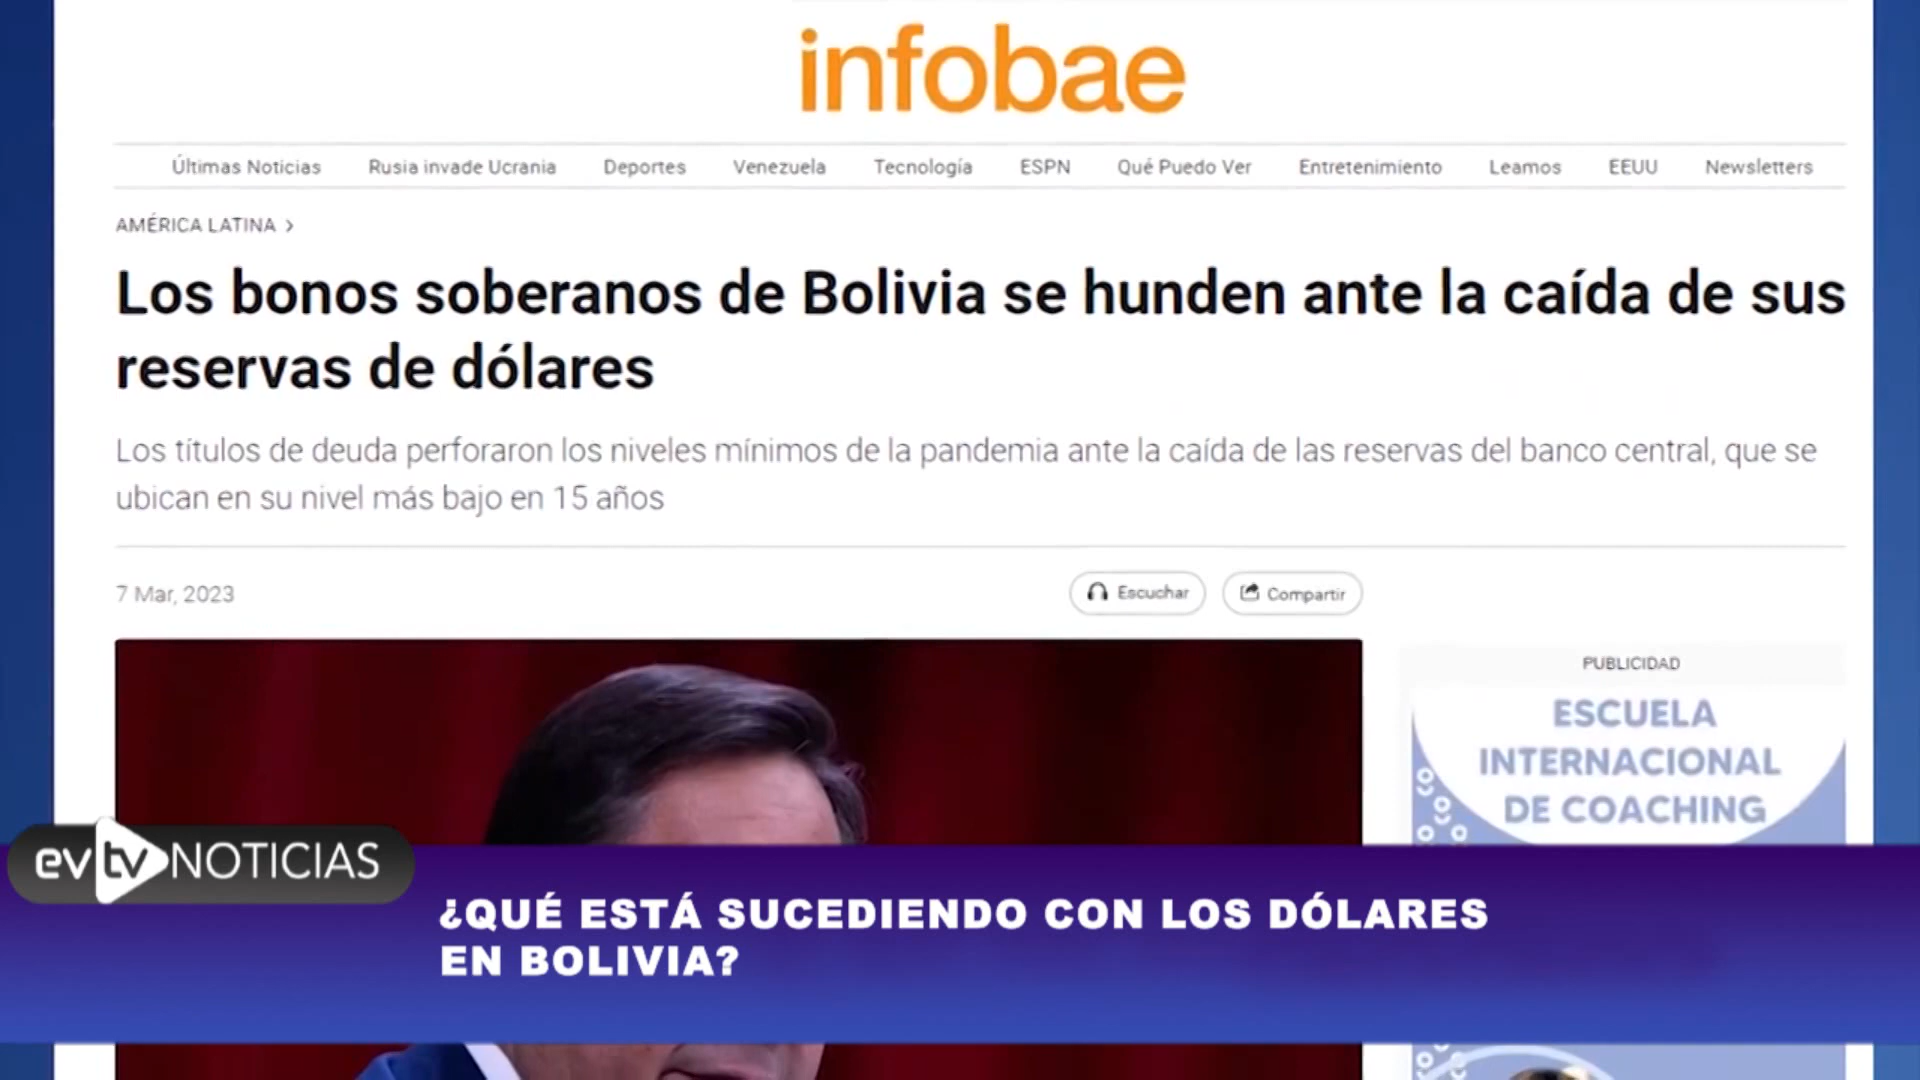 infobae
Últimas Noticias Rusia invade Ucrania Deportes Venezuela Tecnología ESPN Qué Puedo Ver Entretenimiento Leamos EEUU Newsletters
AMÉRICA LATINA >
Los bonos soberanos de Bolivia se hunden ante la caída de sus
reservas de dólares
Los títulos de deuda perforaron los niveles mínimos de la pandemia ante la caída de las reservas del banco central, que se
ubican en su nivel más bajo en 15 años
7 Mar, 2023
Escuchar
Compartir
PUBLICIDAD
ESCUELA
INTERNACIONAL
DE COACHING
evtv NOTICIAS
¿QUÉ ESTÁ SUCEDIENDO CON LOS DÓLARES
EN BOLIVIA?